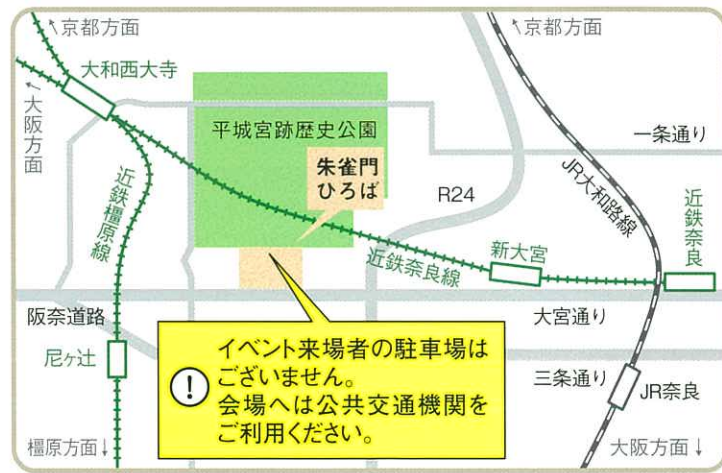 ↖京都方面
↖京都方面
大和西大寺
↑大阪方面
平城宮跡歴史公園
一条通り
朱雀門
ひろば
R24
JR大和路線
近鉄奈良
近鉄橿原線
新大宮
近鉄奈良線
阪奈道路
大宮通り
尼ヶ辻
イベント来場者の駐車場は
ございません。
会場へは公共交通機関を
ご利用ください。
!
三条通り
JR奈良
橿原方面↓
大阪方面↓